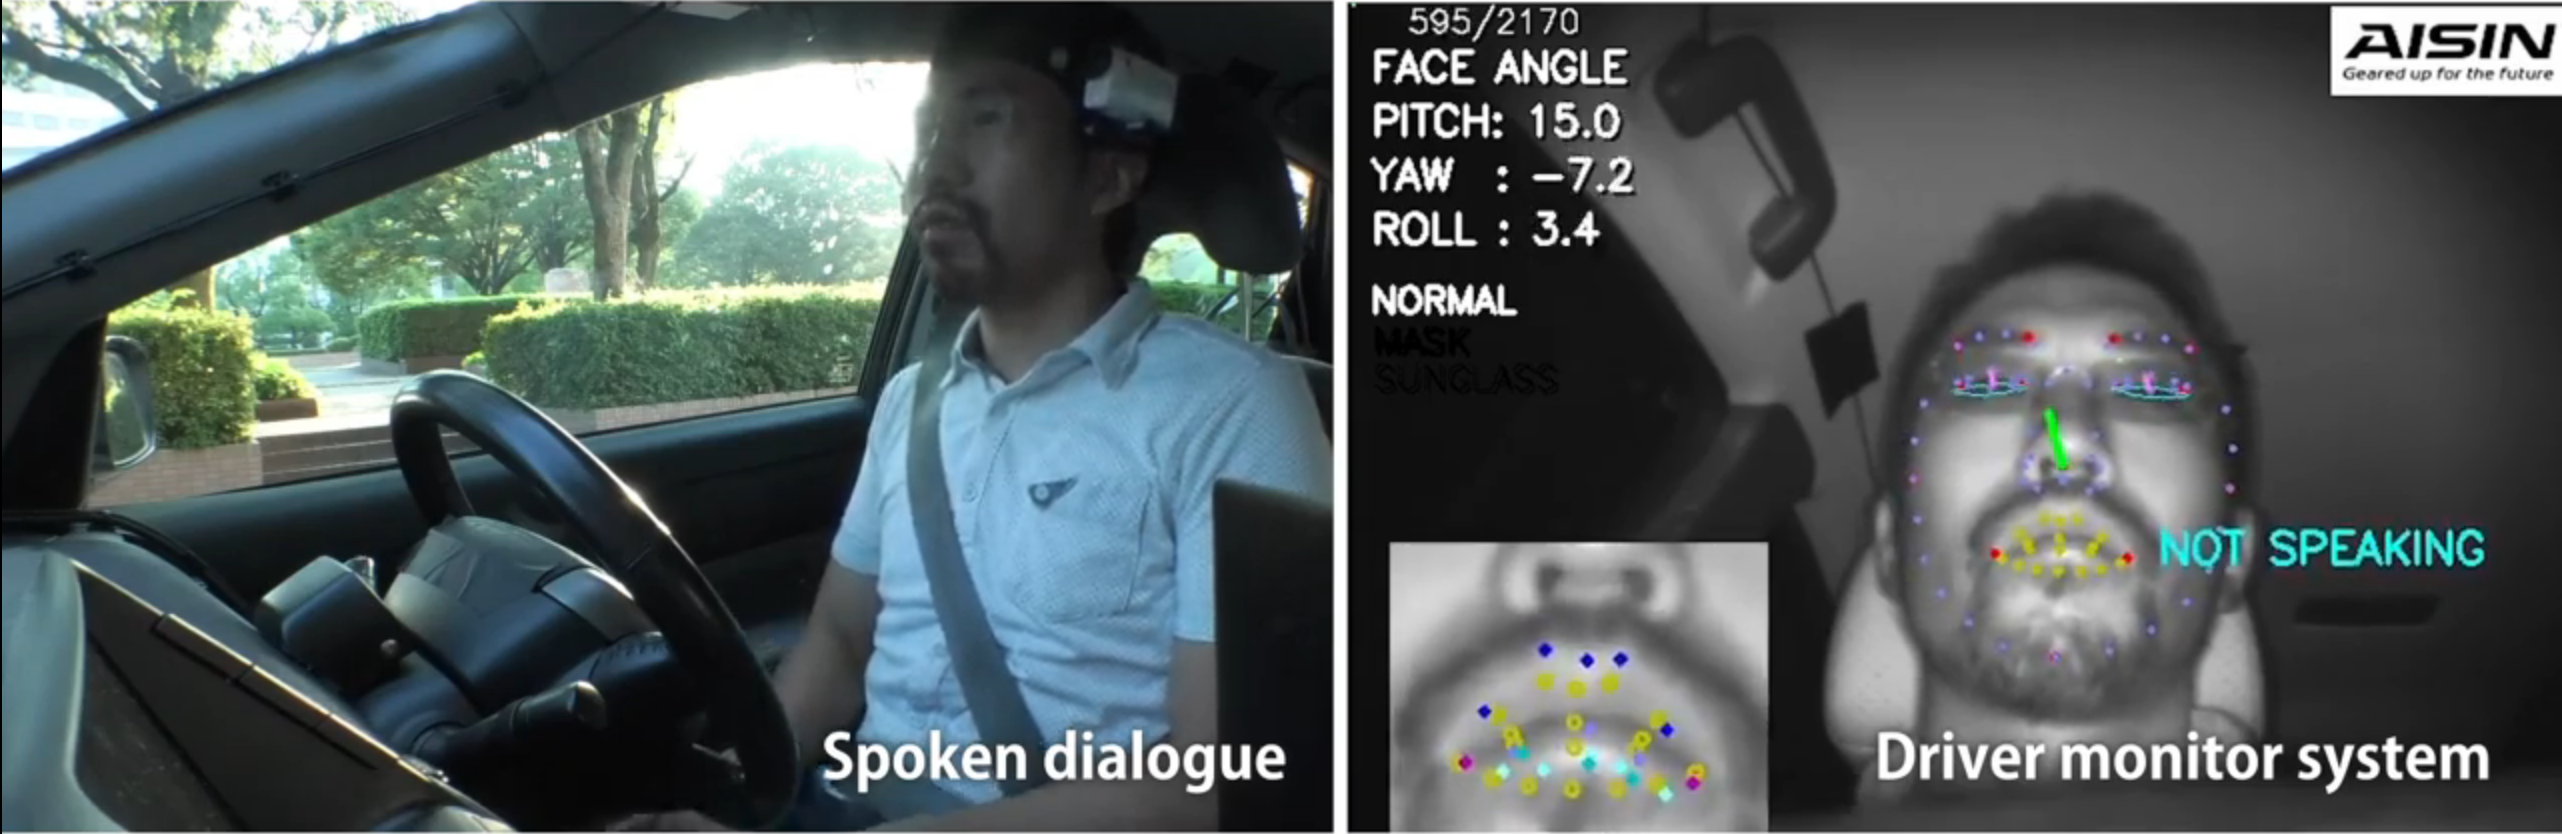 Spoken dialogue
595/2170
FACE ANGLE
PITCH: 15.0
YAW : -7.2
ROLL : 3.4
NORMAL
MASK
SUNGLASS
AISIN
Geared up for the future
NOT SPEAKING
Driver monitor system